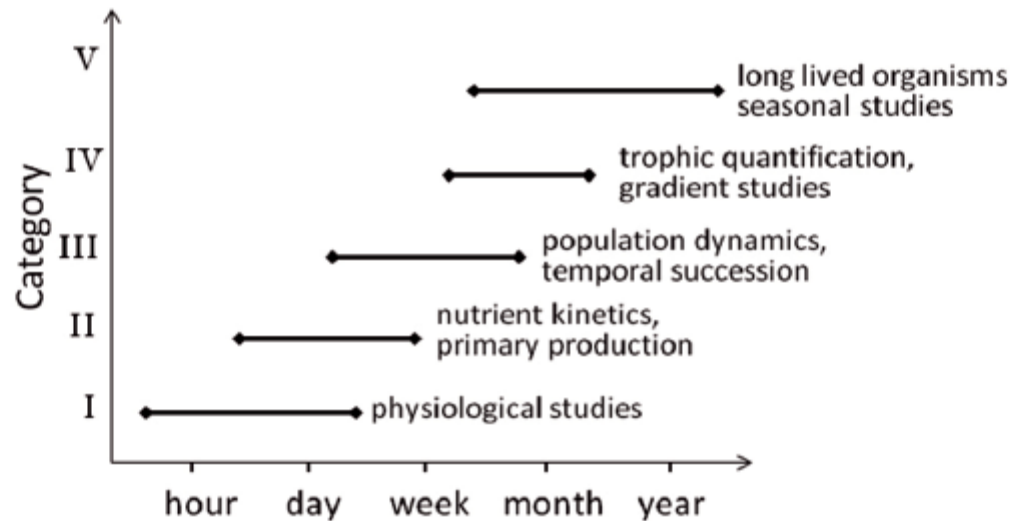 V
long lived organisms
seasonal studies
IV
trophic quantification,
gradient studies
Category
III
population dynamics,
temporal succession
II
nutrient kinetics,
primary production
I
physiological studies
hour day week month year